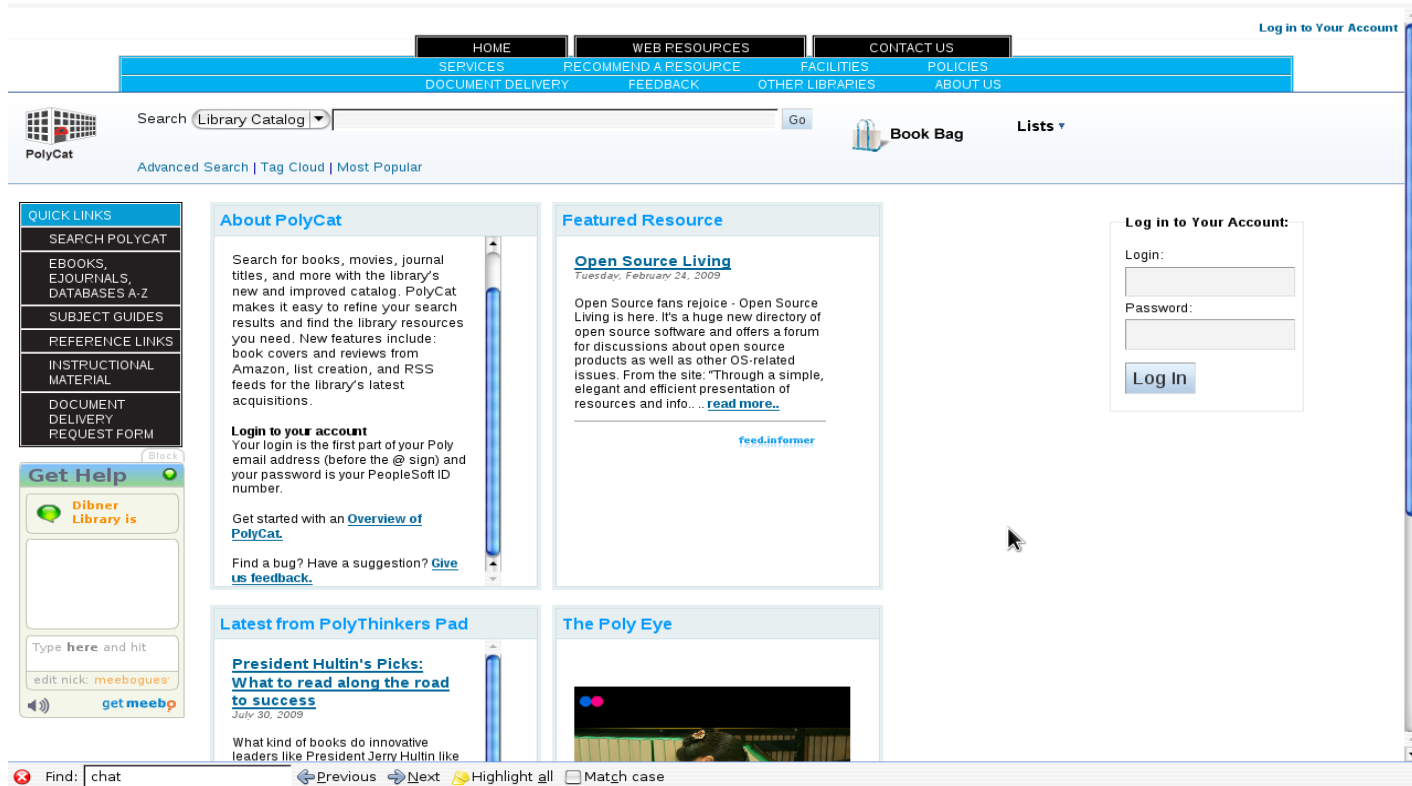 Log in to Your Account
HOME WEB RESOURCES CONTACT US
SERVICES RECOMMEND A RESOURCE FACILITIES POLICIES
DOCUMENT DELIVERY FEEDBACK OTHER LIBRARIES ABOUT US
PolyCat
Search Library Catalog Go
Book Bag
Lists
Advanced Search | Tag Cloud | Most Popular
QUICK LINKS
SEARCH POLYCAT
EBOOKS,
EJOURNALS,
DATABASES A-Z
SUBJECT GUIDES
REFERENCE LINKS
INSTRUCTIONAL
MATERIAL
DOCUMENT
DELIVERY
REQUEST FORM
Block
Get Help
Dibner
Library is
Type here and hit
edit nick: meebogues
get meebo
About PolyCat
Search for books, movies, journal
titles, and more with the library's
new and improved catalog. PolyCat
makes it easy to refine your search
results and find the library resources
you need. New features include:
book covers and reviews from
Amazon, list creation, and RSS
feeds for the library's latest
acquisitions.
Login to your account
Your login is the first part of your Poly
email address (before the @ sign) and
your password is your PeopleSoft ID
number.
Get started with an Overview of
PolyCat.
Find a bug? Have a suggestion? Give
us feedback.
Featured Resource
Open Source Living
Tuesday, February 24, 2009
Open Source fans rejoice - Open Source
Living is here. It's a huge new directory of
open source software and offers a forum
for discussions about open source
products as well as other OS-related
issues. From the site: "Through a simple,
elegant and efficient presentation of
resources and info.. .. read more..
feed.informer
Log in to Your Account:
Login:
Password:
Log In
Latest from PolyThinkers Pad
President Hultin's Picks:
What to read along the road
to success
July 30, 2009
What kind of books do innovative
leaders like President Jerry Hultin like
The Poly Eye
Find: chat Previous Next Highlight all Match case